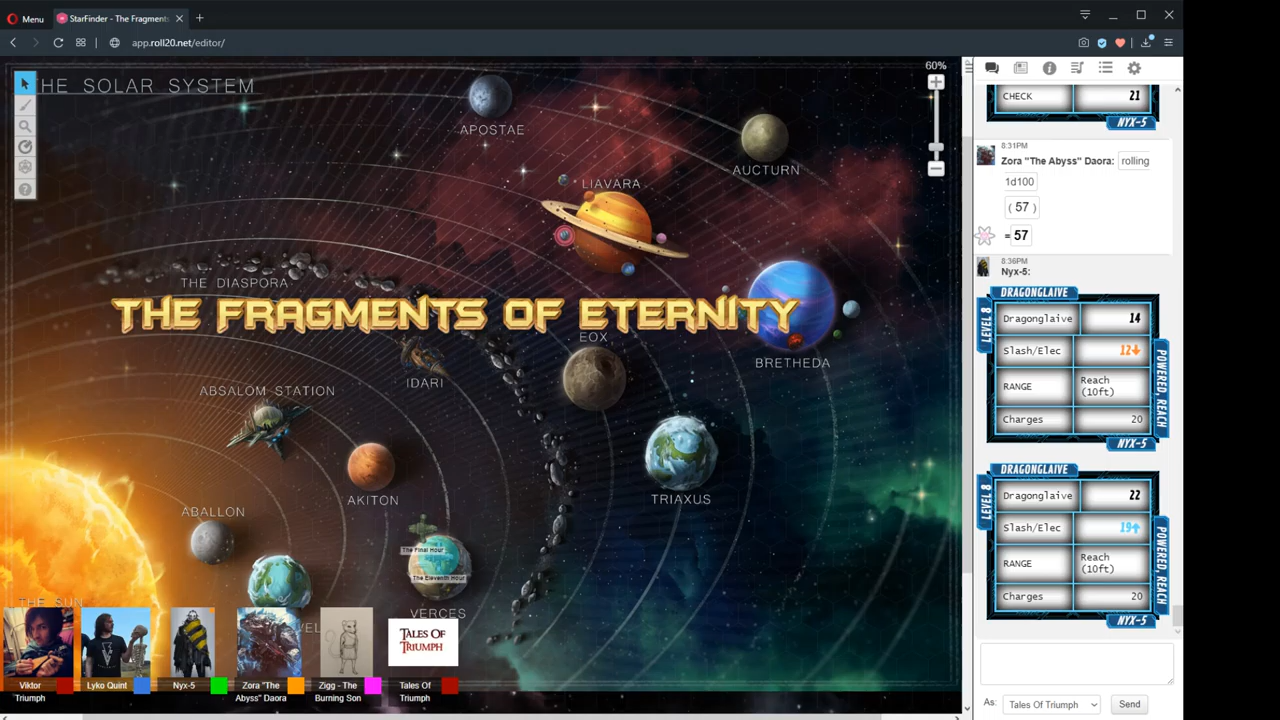 Menu
StarFinder - The Fragments
app.roll20.net/editor/
HE SOLAR SYSTEM
60%
APOSTAE
AUCTURN
LIAVARA
THE DIASPORA
THE FRAGMENTS OF ETERNITY
EOX
BRETHEDA
IDARI
ABSALOM STATION
AKITON
TRIAXUS
ABALLON
The Final Hour
The Eleventh Hour
VERCES
THE SUN
VEL
TALES OF
TRIUMPH
Viktor
Triumph
Lyko Quint
Nyx-5
Zora "The
Abyss" Daora
Zigg - The
Burning Son
Tales Of
Triumph
CHECK 21
NYX-5
8:31PM
Zora "The Abyss" Daora: rolling
1d100
( 57 )
= 57
8:36PM
Nyx-5:
DRAGONGLAIVE
LEVEL 8
Dragonglaive 14
Slash/Elec 12
RANGE Reach
(10ft)
Charges 20
POWERED, REACH
NYX-5
DRAGONGLAIVE
LEVEL 8
Dragonglaive 22
Slash/Elec 19
RANGE Reach
(10ft)
Charges 20
POWERED, REACH
NYX-5
As: Tales Of Triumph Send